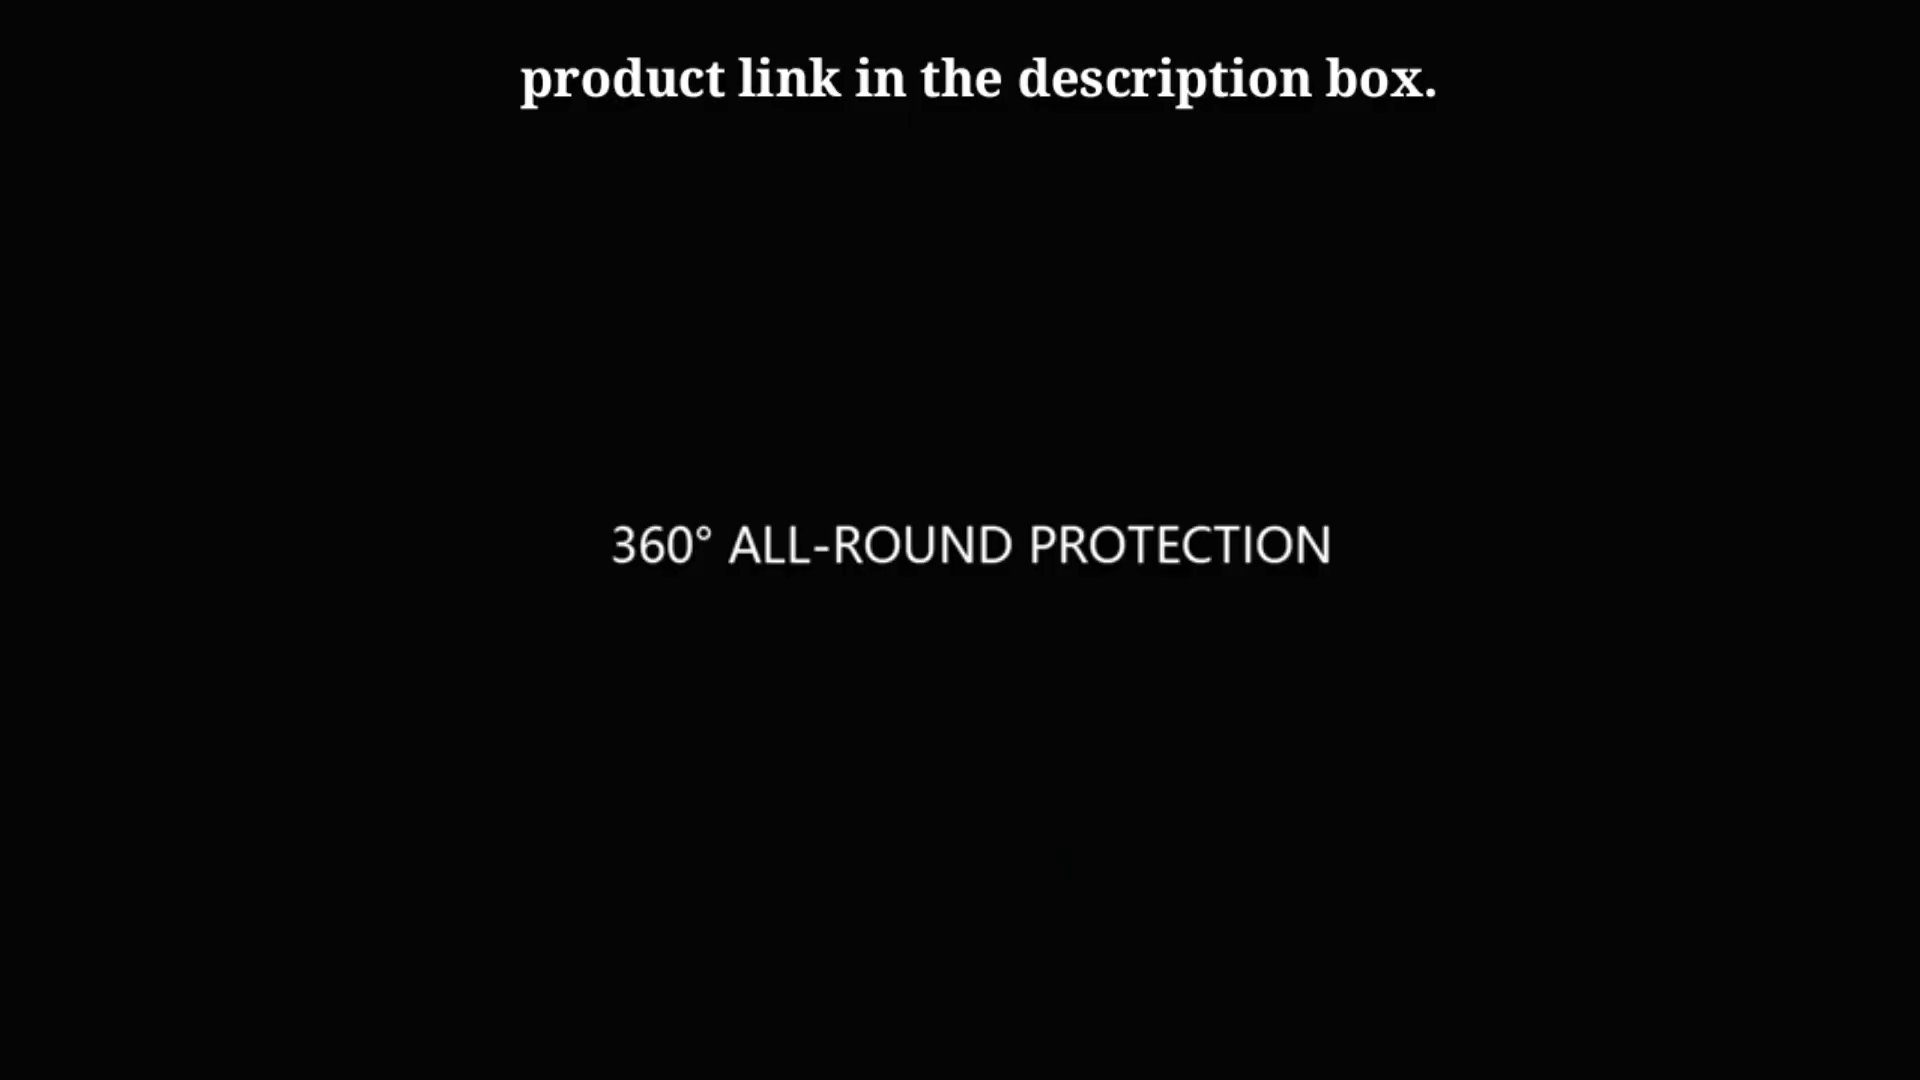 product link in the description box.
360° ALL-ROUND PROTECTION